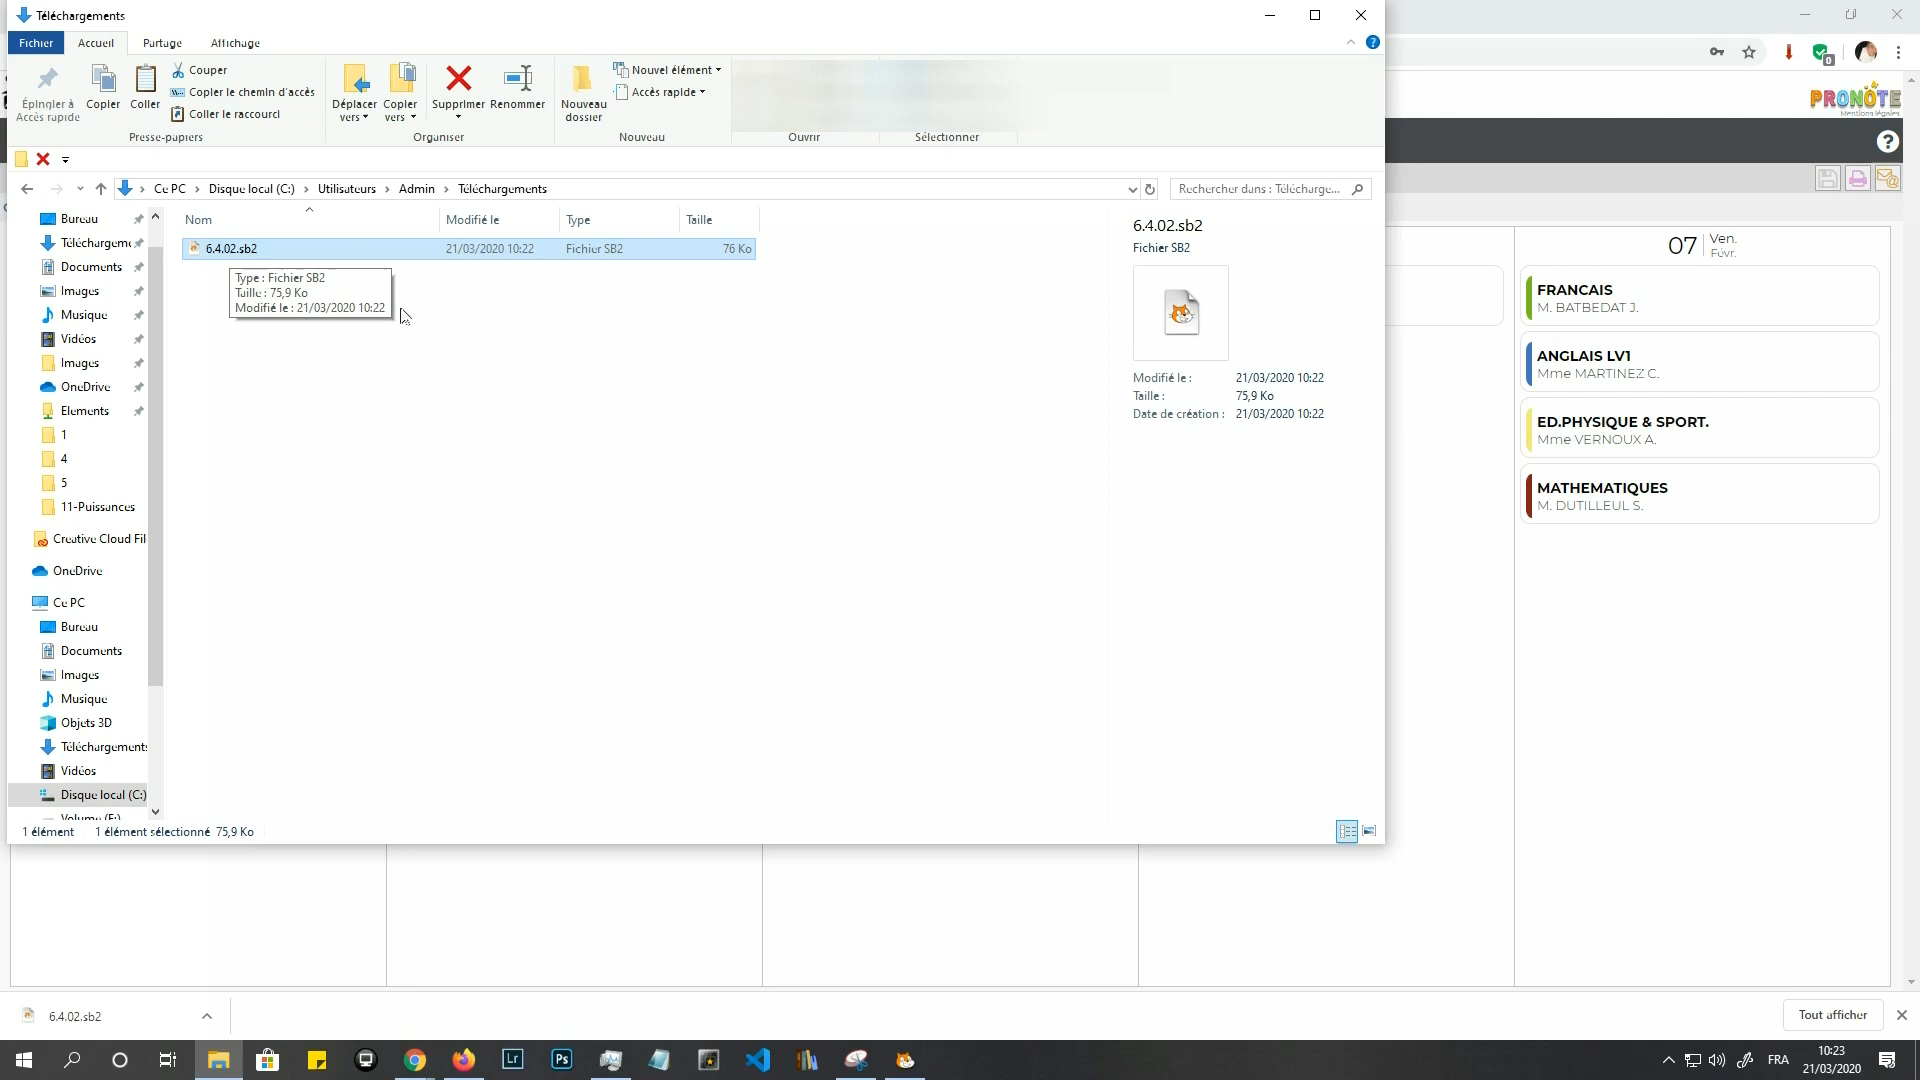 Téléchargements
Fichier Accueil Partage Affichage
Épingler à Accès rapide
Copier
Coller
Couper
Copier le chemin d'accès
Coller le raccourci
Presse-papiers
Déplacer vers
Copier vers
Supprimer
Renommer
Organiser
Nouveau dossier
Nouvel élément
Accès rapide
Nouveau
Ouvrir
Sélectionner
PRONOTE
Mentions légales
Ce PC > Disque local (C:) > Utilisateurs > Admin > Téléchargements
Rechercher dans : Télécharge...
Nom Modifié le Type Taille
6.4.02.sb2 21/03/2020 10:22 Fichier SB2 76 Ko
Type : Fichier SB2
Taille : 75,9 Ko
Modifié le : 21/03/2020 10:22
Bureau
Téléchargem
Documents
Images
Musique
Vidéos
Images
OneDrive
Elements
1
4
5
11-Puissances
Creative Cloud Fil
OneDrive
Ce PC
Bureau
Documents
Images
Musique
Objets 3D
Téléchargements
Vidéos
Disque local (C:)
Volume (F:)
6.4.02.sb2
Fichier SB2
Modifié le : 21/03/2020 10:22
Taille : 75,9 Ko
Date de création : 21/03/2020 10:22
1 élément 1 élément sélectionné 75,9 Ko
07 Ven. Févr.
FRANCAIS
M. BATBEDAT J.
ANGLAIS LV1
Mme MARTINEZ C.
ED.PHYSIQUE & SPORT.
Mme VERNOUX A.
MATHEMATIQUES
M. DUTILLEUL S.
6.4.02.sb2
Tout afficher
Lr
Ps
FRA
10:23
21/03/2020